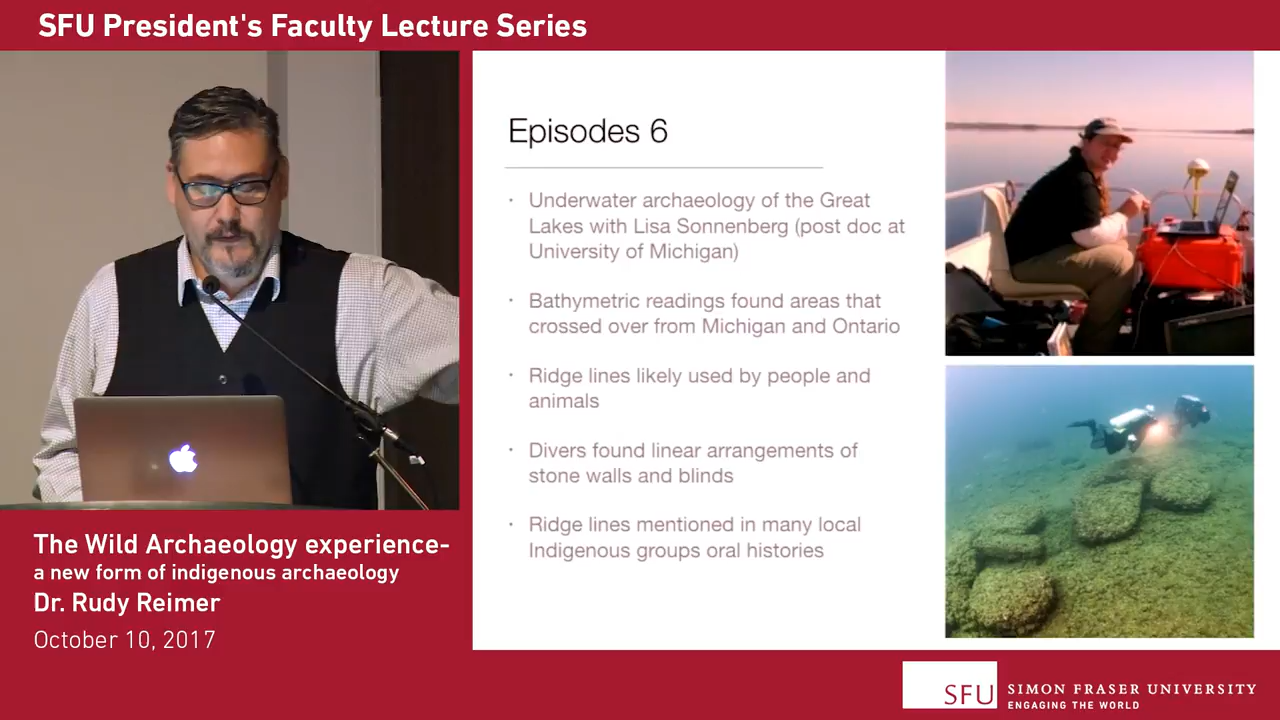 SFU President's Faculty Lecture Series
Episodes 6
· Underwater archaeology of the Great
Lakes with Lisa Sonnenberg (post doc at
University of Michigan)
· Bathymetric readings found areas that
crossed over from Michigan and Ontario
· Ridge lines likely used by people and
animals
· Divers found linear arrangements of
stone walls and blinds
· Ridge lines mentioned in many local
Indigenous groups oral histories
The Wild Archaeology experience-
a new form of indigenous archaeology
Dr. Rudy Reimer
October 10, 2017
SFU SIMON FRASER UNIVERSITY
ENGAGING THE WORLD